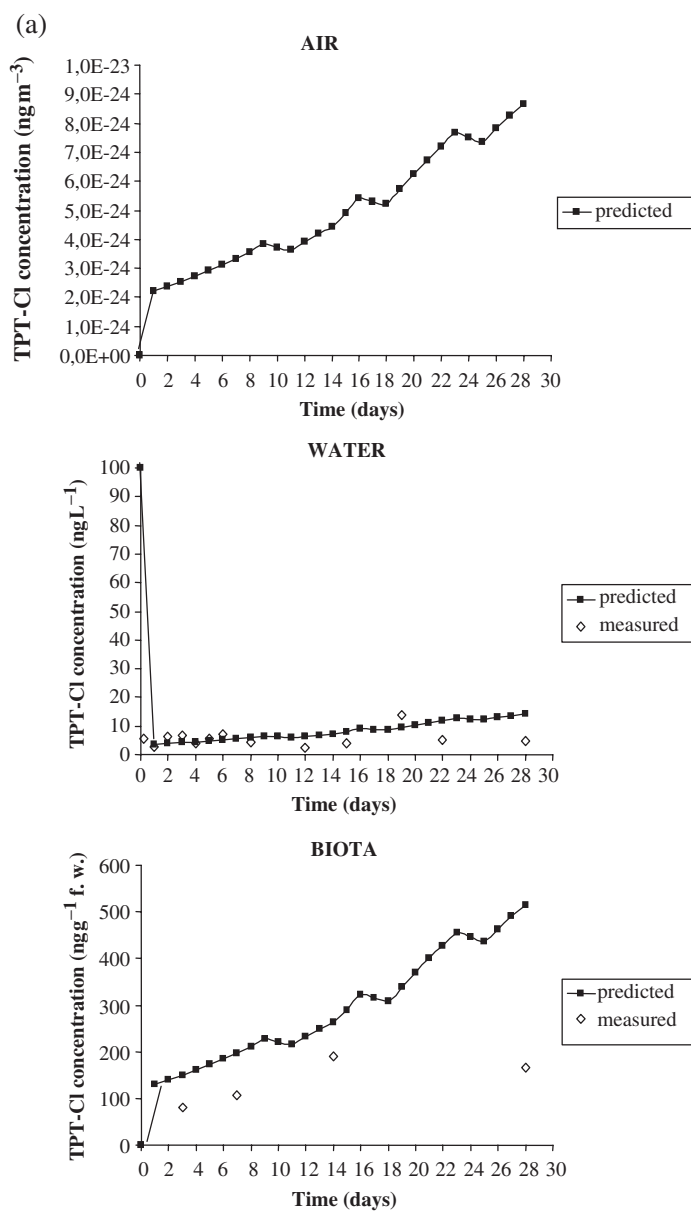 (a)
AIR
TPT-Cl concentration (ngm−3)
1,0E-23
9,0E-24
8,0E-24
7,0E-24
6,0E-24
5,0E-24
4,0E-24
3,0E-24
2,0E-24
1,0E-24
0,0E+00
0 2 4 6 8 10 12 14 16 18 20 22 24 26 28 30
Time (days)
predicted
WATER
TPT-Cl concentration (ngL−1)
100
90
80
70
60
50
40
30
20
10
0
0 2 4 6 8 10 12 14 16 18 20 22 24 26 28 30
Time (days)
predicted
measured
BIOTA
TPT-Cl concentration (ngg−1 f. w.)
600
500
400
300
200
100
0
0 2 4 6 8 10 12 14 16 18 20 22 24 26 28 30
Time (days)
predicted
measured